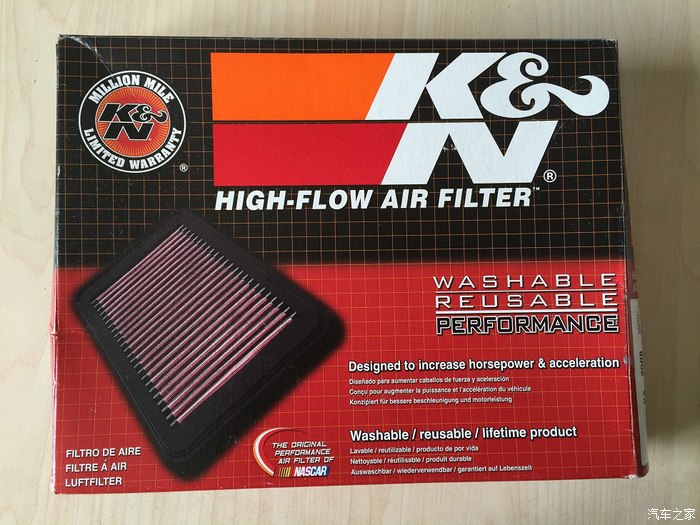 MILLION MILE
K&N
LIMITED WARRANTY
®
K&N®
HIGH-FLOW AIR FILTER™
WASHABLE
REUSABLE
PERFORMANCE
Designed to increase horsepower & acceleration
Diseñado para aumentar caballos de fuerza y aceleración
Conçu pour augmenter la puissance et l'accélération du véhicule
Konzipiert für bessere beschleunigung und motorleistung
Washable / reusable / lifetime product
Lavable / reutilizable / producto de por vida
Nettoyable / réutilisable / produit durable
Auswaschbar / wiederverwendbar / garantiert auf Lebenszeit
THE ORIGINAL
PERFORMANCE
AIR FILTER OF
NASCAR
FILTRO DE AIRE
FILTRE Á AIR
LUFTFILTER
汽车之家